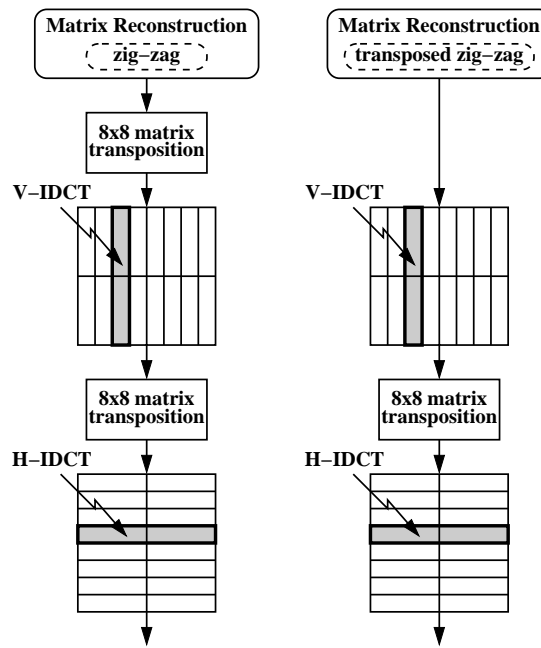 Matrix Reconstruction
zig–zag
8x8 matrix
transposition
V–IDCT
8x8 matrix
transposition
H–IDCT
Matrix Reconstruction
transposed zig–zag
V–IDCT
8x8 matrix
transposition
H–IDCT